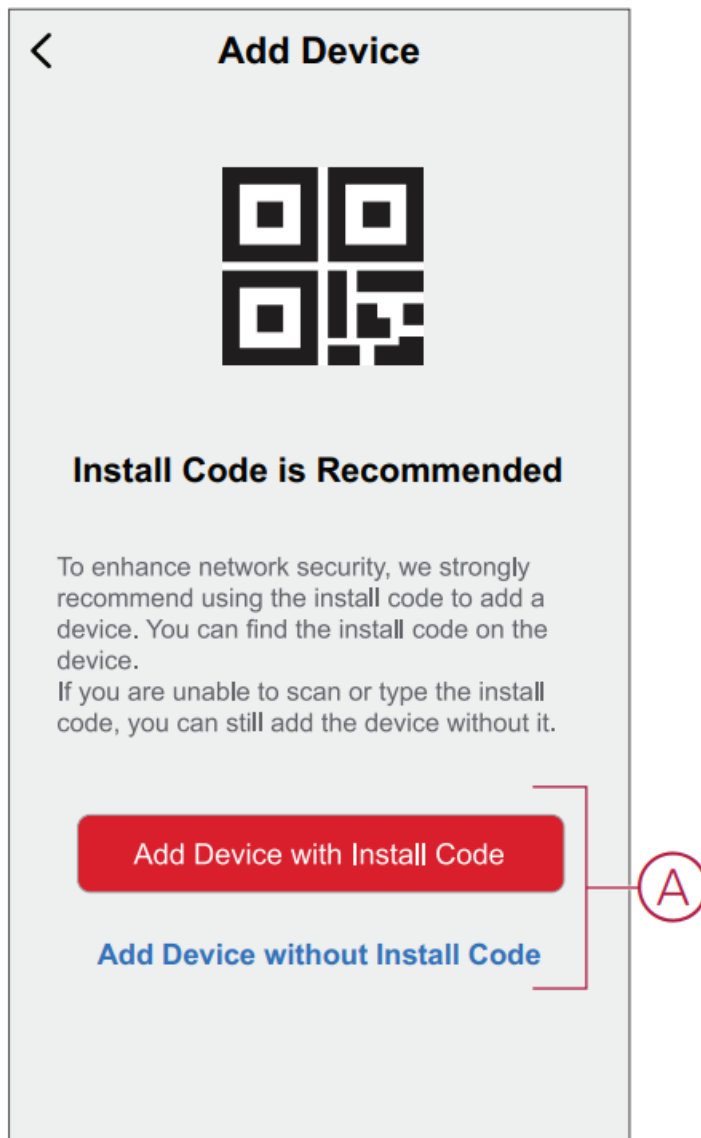 Add Device
Install Code is Recommended
To enhance network security, we strongly
recommend using the install code to add a
device. You can find the install code on the
device.
If you are unable to scan or type the install
code, you can still add the device without it.
Add Device with Install Code
A
Add Device without Install Code